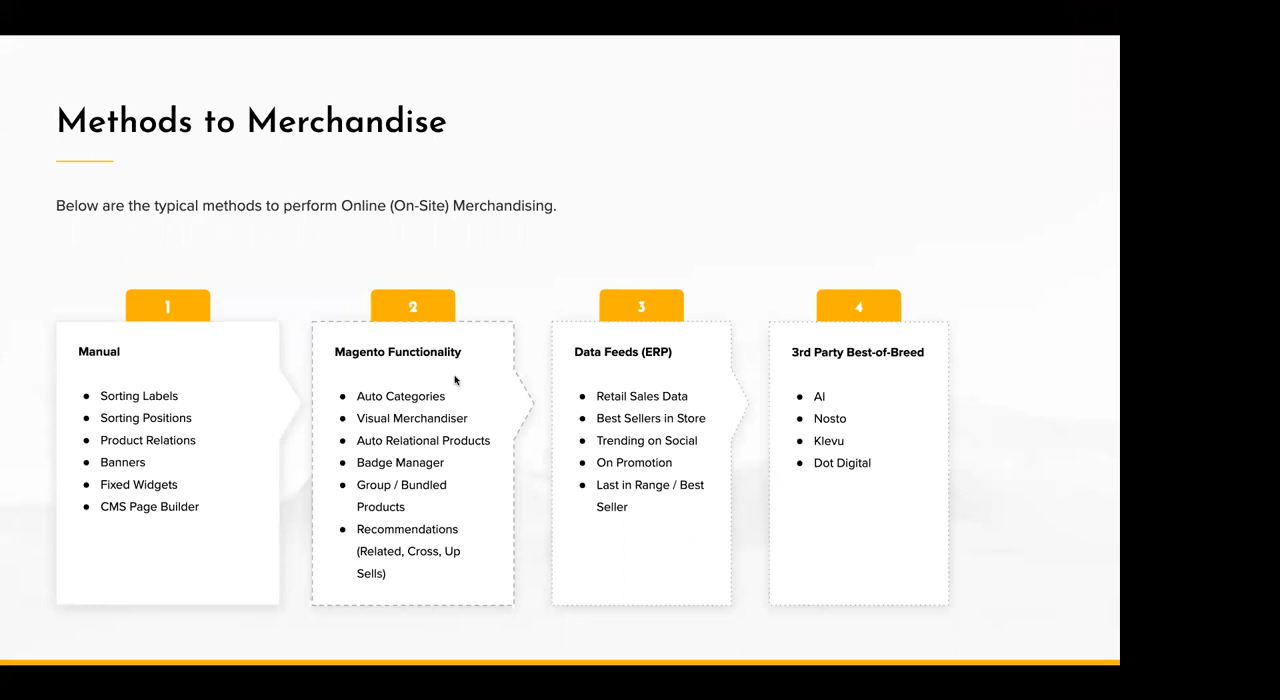 Methods to Merchandise
Below are the typical methods to perform Online (On-Site) Merchandising.
1
Manual
● Sorting Labels
● Sorting Positions
● Product Relations
● Banners
● Fixed Widgets
● CMS Page Builder
2
Magento Functionality
● Auto Categories
● Visual Merchandiser
● Auto Relational Products
● Badge Manager
● Group / Bundled
Products
● Recommendations
(Related, Cross, Up
Sells)
3
Data Feeds (ERP)
● Retail Sales Data
● Best Sellers in Store
● Trending on Social
● On Promotion
● Last in Range / Best
Seller
4
3rd Party Best-of-Breed
● AI
● Nosto
● Klevu
● Dot Digital